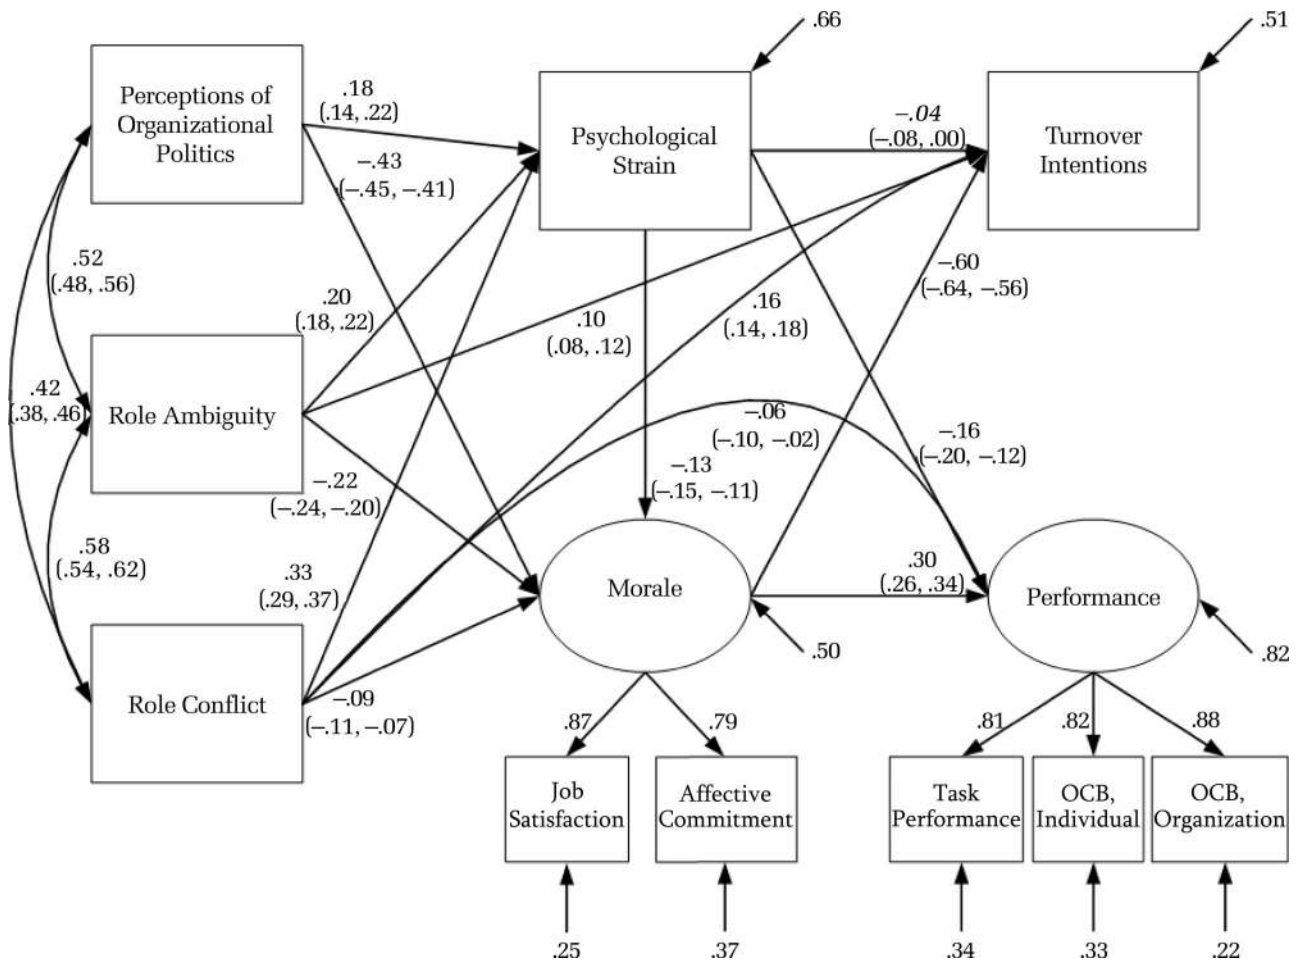 .66
.51
Perceptions of
Organizational
Politics
.18
(.14, .22)
Psychological
Strain
–.04
(–.08, .00)
Turnover
Intentions
–.43
(–.45, –.41)
.52
(.48, .56)
.20
(.18, .22)
.10
(.08, .12)
.16
(.14, .18)
–.60
(–.64, –.56)
.42
(.38, .46)
Role Ambiguity
–.06
(–.10, –.02)
–.16
(–.20, –.12)
–.22
(–.24, –.20)
–.13
(–.15, –.11)
.58
(.54, .62)
.33
(.29, .37)
Morale
.30
(.26, .34)
Performance
.50
.82
Role Conflict
–.09
(–.11, –.07)
.87
.79
.81
.82
.88
Job
Satisfaction
Affective
Commitment
Task
Performance
OCB,
Individual
OCB,
Organization
.25
.37
.34
.33
.22